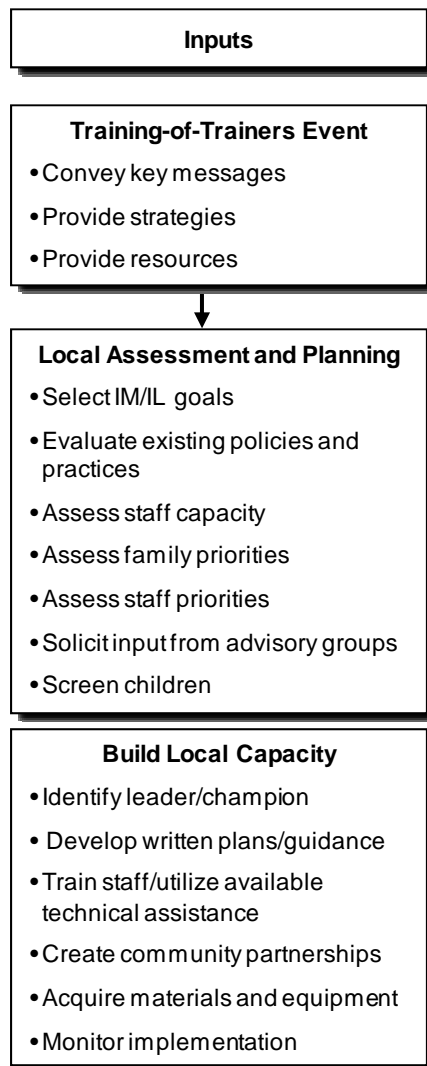 Inputs
Training-of-Trainers Event
•Convey key messages
•Provide strategies
•Provide resources
Local Assessment and Planning
•Select IM/IL goals
•Evaluate existing policies and
practices
•Assess staff capacity
•Assess family priorities
•Assess staff priorities
•Solicit input from advisory groups
•Screen children
Build Local Capacity
•Identify leader/champion
• Develop written plans/guidance
•Train staff/utilize available
technical assistance
•Create community partnerships
•Acquire materials and equipment
•Monitor implementation